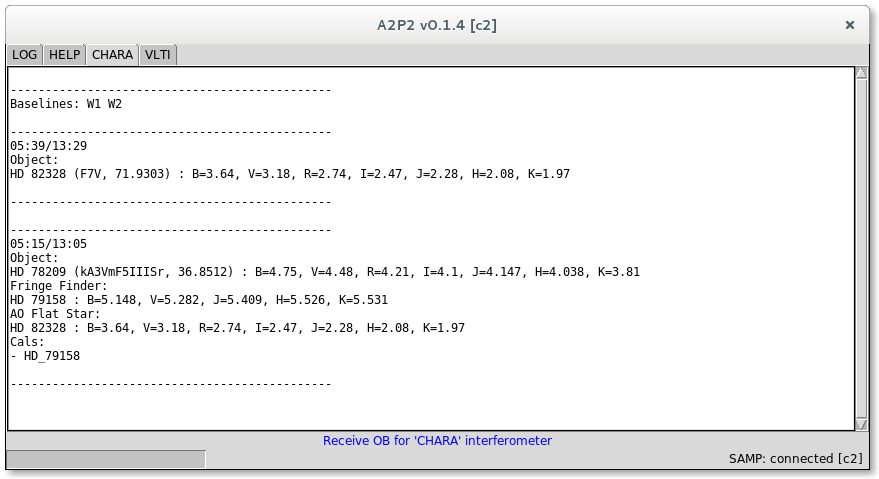 A2P2 v0.1.4 [c2]
×
LOG HELP CHARA VLTI
---------------------------------------------
Baselines: W1 W2
---------------------------------------------
05:39/13:29
Object:
HD 82328 (F7V, 71.9303) : B=3.64, V=3.18, R=2.74, I=2.47, J=2.28, H=2.08, K=1.97
---------------------------------------------
---------------------------------------------
05:15/13:05
Object:
HD 78209 (kA3VmF5IIISr, 36.8512) : B=4.75, V=4.48, R=4.21, I=4.1, J=4.147, H=4.038, K=3.81
Fringe Finder:
HD 79158 : B=5.148, V=5.282, J=5.409, H=5.526, K=5.531
AO Flat Star:
HD 82328 : B=3.64, V=3.18, R=2.74, I=2.47, J=2.28, H=2.08, K=1.97
Cals:
- HD_79158
---------------------------------------------
Receive OB for 'CHARA' interferometer
SAMP: connected [c2]